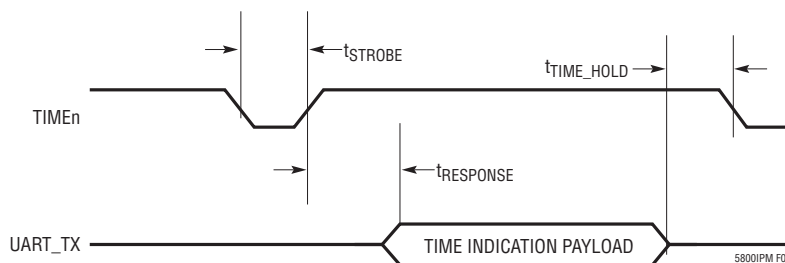 tSTROBE
tTIME_HOLD
TIMEn
tRESPONSE
UART_TX
TIME INDICATION PAYLOAD
5800IPM F0